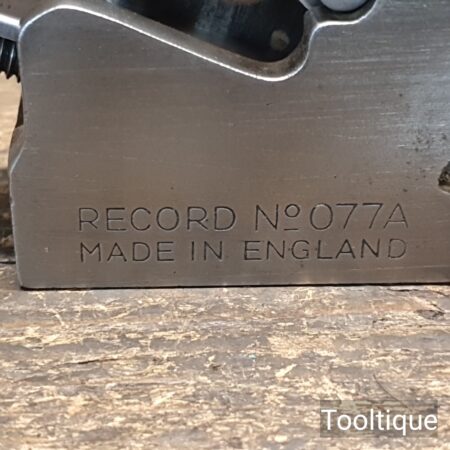 RECORD Nº 077A
MADE IN ENGLAND
Tooltique